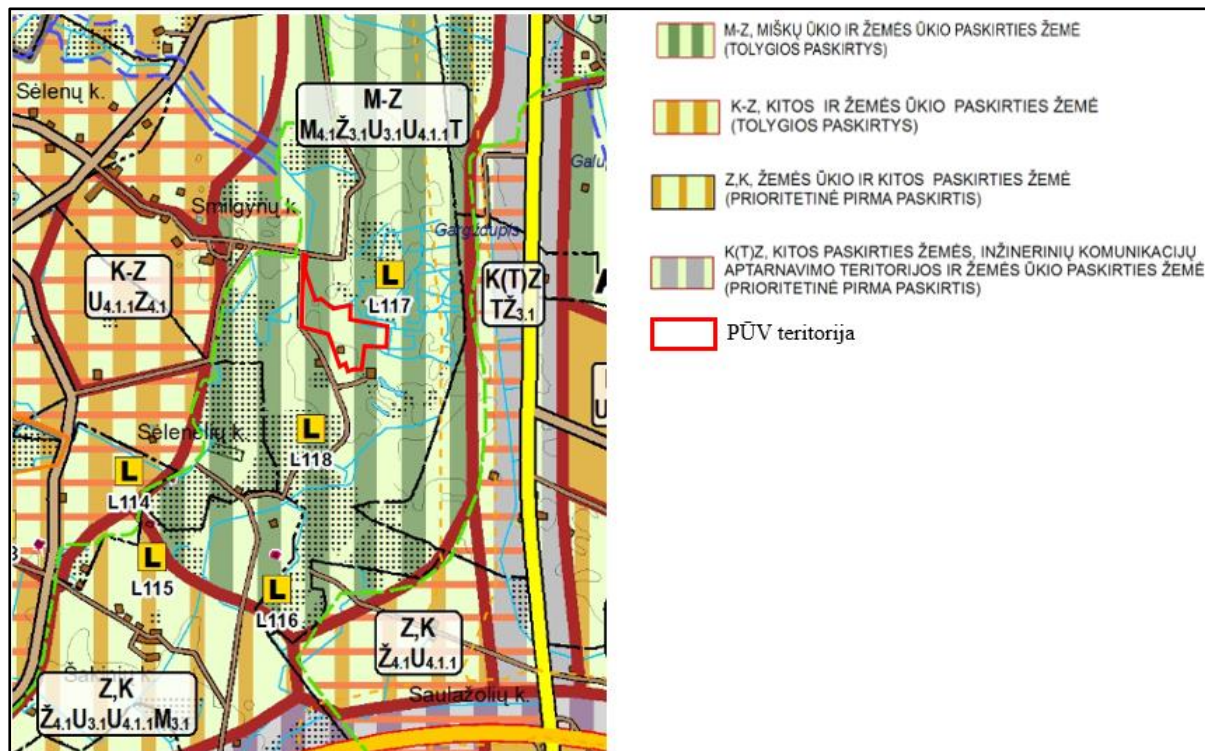 Sėlenų k.
M-Z
M4.1Ž3.1U3.1U4.1.1T
Smilgynų k.
Gargždupis
K-Z
U4.1.1Z4.1
L
L117
K(T)Z
TŽ3.1
Sėlenėlių k.
L
L118
L
L114
L
L115
L
L116
Z,K
Ž4.1U4.1.1
Šakinių k.
Z,K
Ž4.1U3.1U4.1.1M3.1
Saulažolių k.
M-Z, MIŠKŲ ŪKIO IR ŽEMĖS ŪKIO PASKIRTIES ŽEMĖ
(TOLYGIOS PASKIRTYS)
K-Z, KITOS IR ŽEMĖS ŪKIO PASKIRTIES ŽEMĖ
(TOLYGIOS PASKIRTYS)
Z,K, ŽEMĖS ŪKIO IR KITOS PASKIRTIES ŽEMĖ
(PRIORITETINĖ PIRMA PASKIRTIS)
K(T)Z, KITOS PASKIRTIES ŽEMĖS, INŽINERINIŲ KOMUNIKACIJŲ
APTARNAVIMO TERITORIJOS IR ŽEMĖS ŪKIO PASKIRTIES ŽEMĖ
(PRIORITETINĖ PIRMA PASKIRTIS)
PŪV teritorija